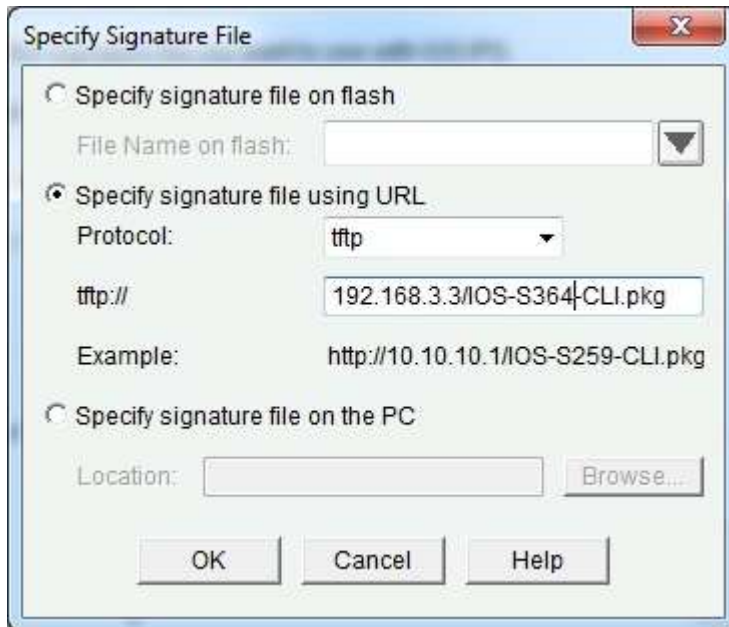 Specify Signature File
Specify signature file on flash
File Name on flash:
Specify signature file using URL
Protocol: tftp
tftp:// 192.168.3.3/IOS-S364-CLI.pkg
Example: http://10.10.10.1/IOS-S259-CLI.pkg
Specify signature file on the PC
Location: Browse...
OK Cancel Help